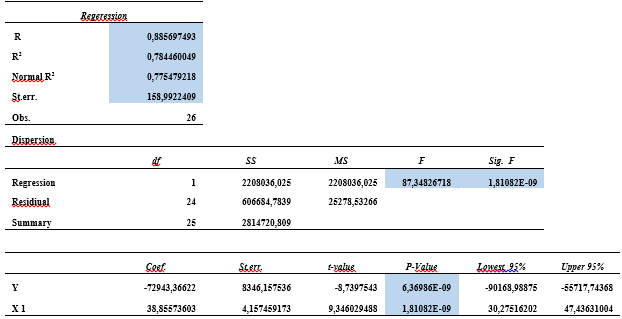 Regeression
R 0,885697493
R² 0,784460049
Normal R² 0,775479218
St.err. 158,9922409
Obs. 26
Dispersion
df SS MS F Sig. F
Regression 1 2208036,025 2208036,025 87,34826718 1,81082E-09
Residiual 24 606684,7839 25278,53266
Summary 25 2814720,809
Coef. St.err. t-value P-Value Lowest 95% Upper 95%
Y -72943,36622 8346,157536 -8,7397543 6,36986E-09 -90168,98875 -55717,74368
X 1 38,85573603 4,157459173 9,346029488 1,81082E-09 30,27516202 47,43631004